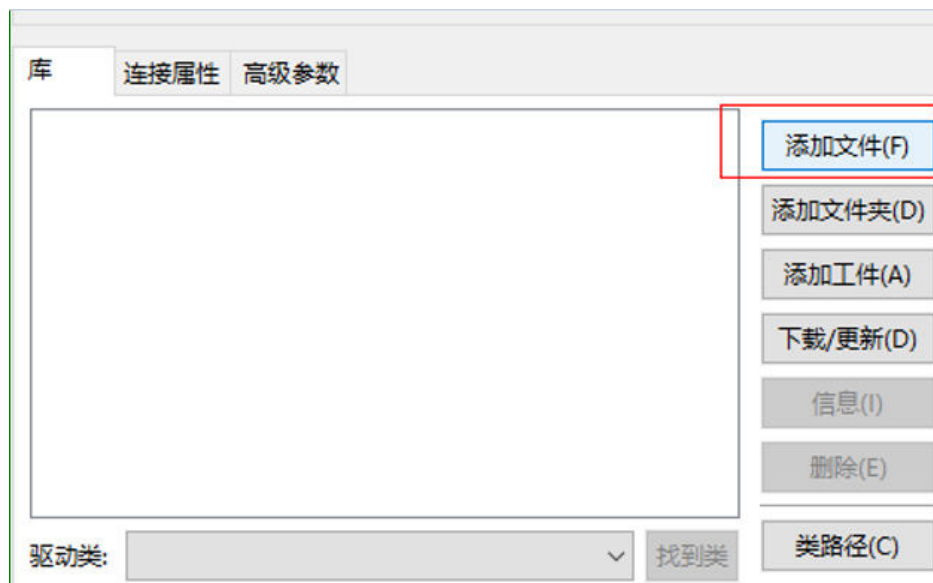 库 连接属性 高级参数
添加文件(F)
添加文件夹(D)
添加工件(A)
下载/更新(D)
信息(I)
删除(E)
驱动类: 找到类 类路径(C)